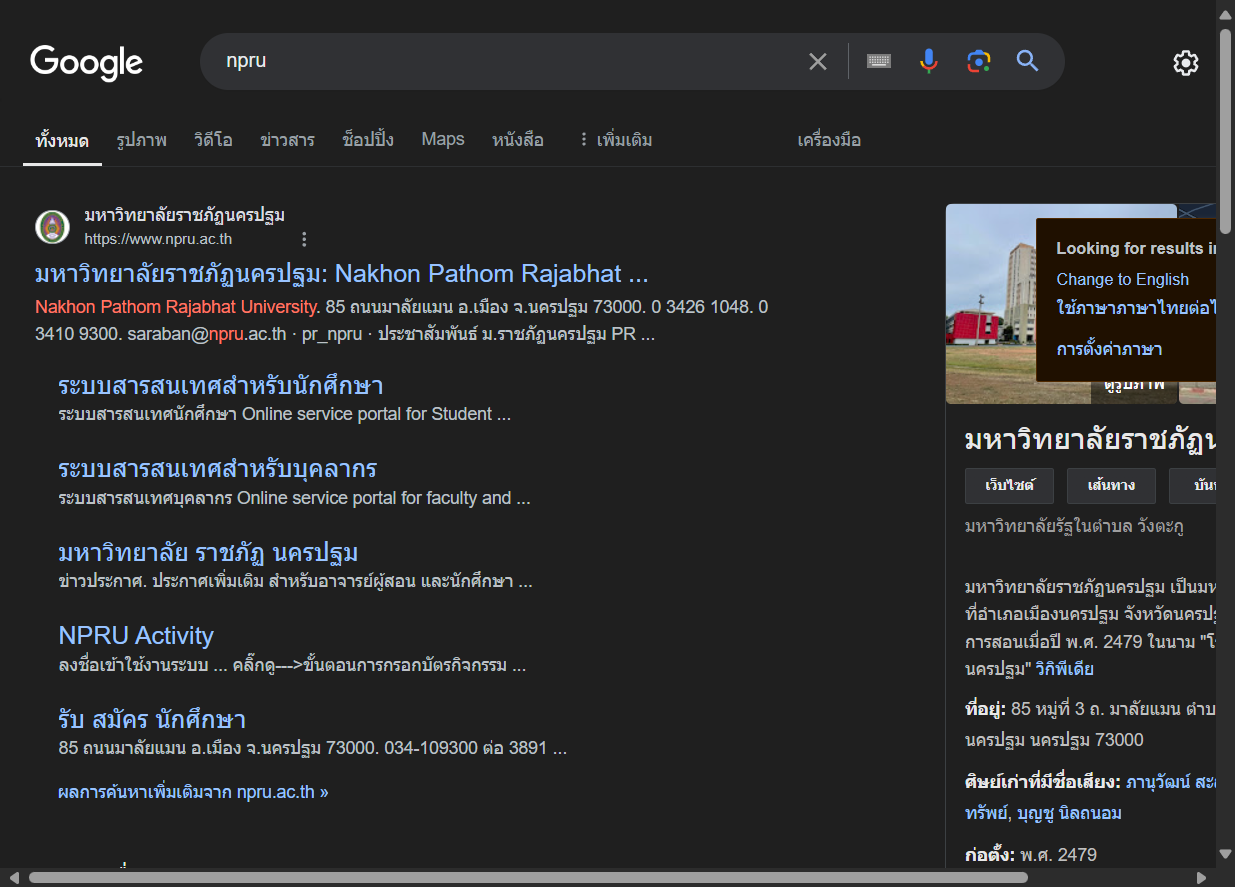 Google
npru
ทั้งหมด
รูปภาพ
วิดีโอ
ข่าวสาร
ช็อปปิ้ง
Maps
หนังสือ
เพิ่มเติม
เครื่องมือ
มหาวิทยาลัยราชภัฏนครปฐม
https://www.npru.ac.th
มหาวิทยาลัยราชภัฏนครปฐม: Nakhon Pathom Rajabhat ...
Nakhon Pathom Rajabhat University. 85 ถนนมาลัยแมน อ.เมือง จ.นครปฐม 73000. 0 3426 1048. 0
3410 9300. saraban@npru.ac.th · pr_npru · ประชาสัมพันธ์ ม.ราชภัฏนครปฐม PR ...
ระบบสารสนเทศสำหรับนักศึกษา
ระบบสารสนเทศนักศึกษา Online service portal for Student ...
ระบบสารสนเทศสำหรับบุคลากร
ระบบสารสนเทศบุคลากร Online service portal for faculty and ...
มหาวิทยาลัย ราชภัฏ นครปฐม
ข่าวประกาศ. ประกาศเพิ่มเติม สำหรับอาจารย์ผู้สอน และนักศึกษา ...
NPRU Activity
ลงชื่อเข้าใช้งานระบบ ... คลิ๊กดู--->ขั้นตอนการกรอกบัตรกิจกรรม ...
รับ สมัคร นักศึกษา
85 ถนนมาลัยแมน อ.เมือง จ.นครปฐม 73000. 034-109300 ต่อ 3891 ...
ผลการค้นหาเพิ่มเติมจาก npru.ac.th »
Looking for results
Change to English
ใช้ภาษาภาษาไทยต่อ
การตั้งค่าภาษา
ดูรูปภาพ
มหาวิทยาลัยราชภัฏ
เว็บไซต์
เส้นทาง
มหาวิทยาลัยรัฐในตำบล วังตะกู
มหาวิทยาลัยราชภัฏนครปฐม เป็น
ที่อำเภอเมืองนครปฐม จังหวัด
การสอนเมื่อปี พ.ศ. 2479 ในนาม
นครปฐม" วิกิพีเดีย
ที่อยู่: 85 หมู่ที่ 3 ถ. มาลัยแมน
นครปฐม นครปฐม 73000
ศิษย์เก่าที่มีชื่อเสียง: ภานุวัฒน์
ทรัพย์, บุญชู นิลถนอม
ก่อตั้ง: พ.ศ. 2479